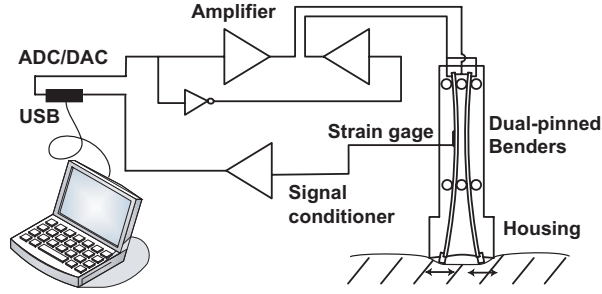 Amplifier
ADC/DAC
USB
Strain gage
Dual-pinned
Benders
Signal
conditioner
Housing